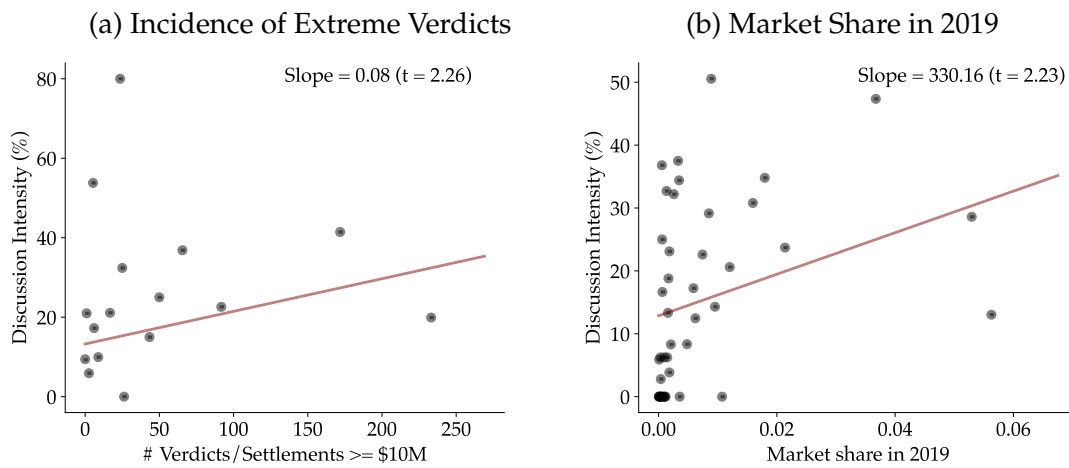 (a) Incidence of Extreme Verdicts
Slope = 0.08 (t = 2.26)
Discussion Intensity (%)
80
60
40
20
0
0 50 100 150 200 250
# Verdicts/Settlements >= $10M
(b) Market Share in 2019
Slope = 330.16 (t = 2.23)
Discussion Intensity (%)
50
40
30
20
10
0
0.00 0.02 0.04 0.06
Market share in 2019